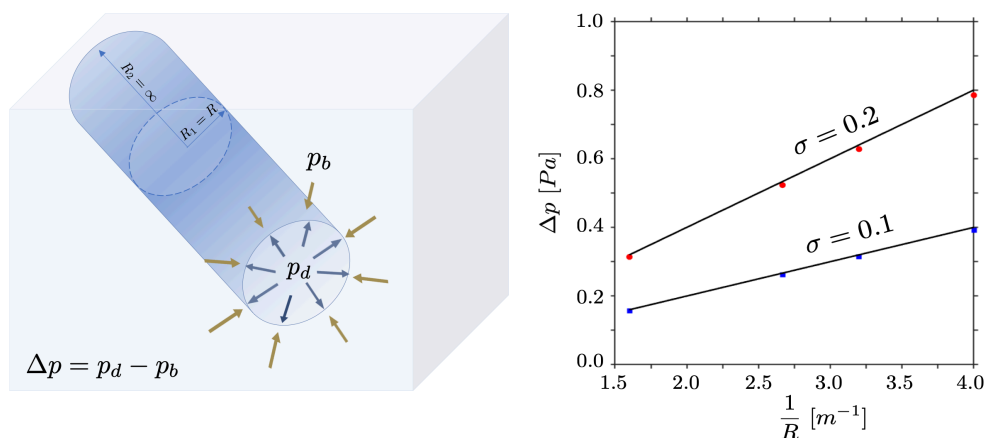 R₂ = ∞
R₁ = R
p_b
p_d
Δp = p_d − p_b
1.0
0.8
0.6
0.4
0.2
0.0
Δp [Pa]
σ = 0.2
σ = 0.1
1.5 2.0 2.5 3.0 3.5 4.0
1/R [m⁻¹]